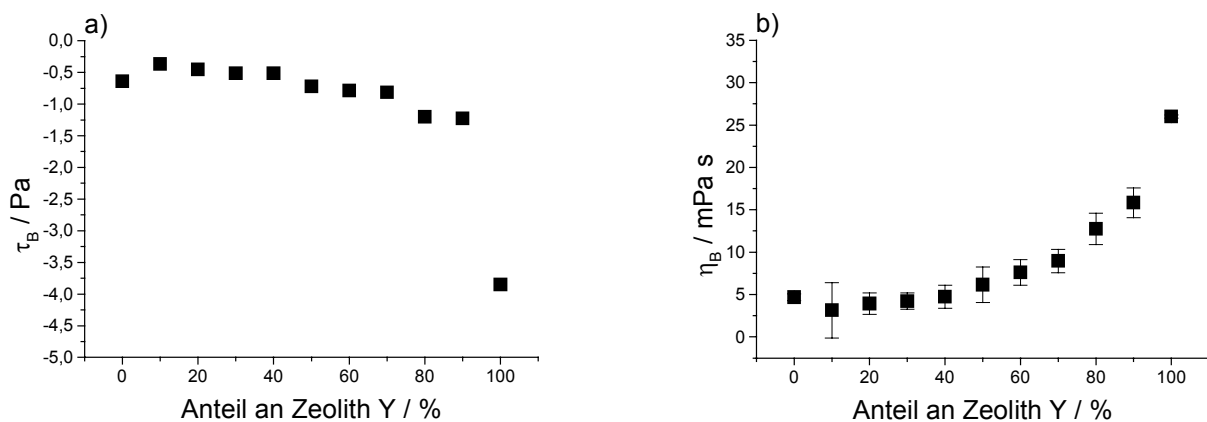 a)
0,0
-0,5
-1,0
-1,5
-2,0
-2,5
-3,0
-3,5
-4,0
-4,5
-5,0
τB / Pa
0 20 40 60 80 100
Anteil an Zeolith Y / %
b)
35
30
25
20
15
10
5
0
ηB / mPa s
0 20 40 60 80 100
Anteil an Zeolith Y / %